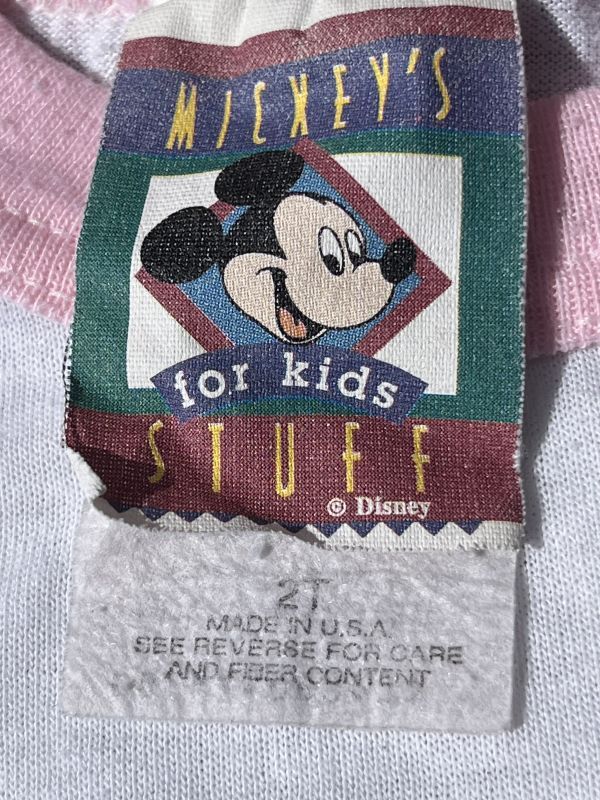 MICKEY'S
for kids
STUFF
© Disney
2T
MADE IN U.S.A.
SEE REVERSE FOR CARE
AND FIBER CONTENT